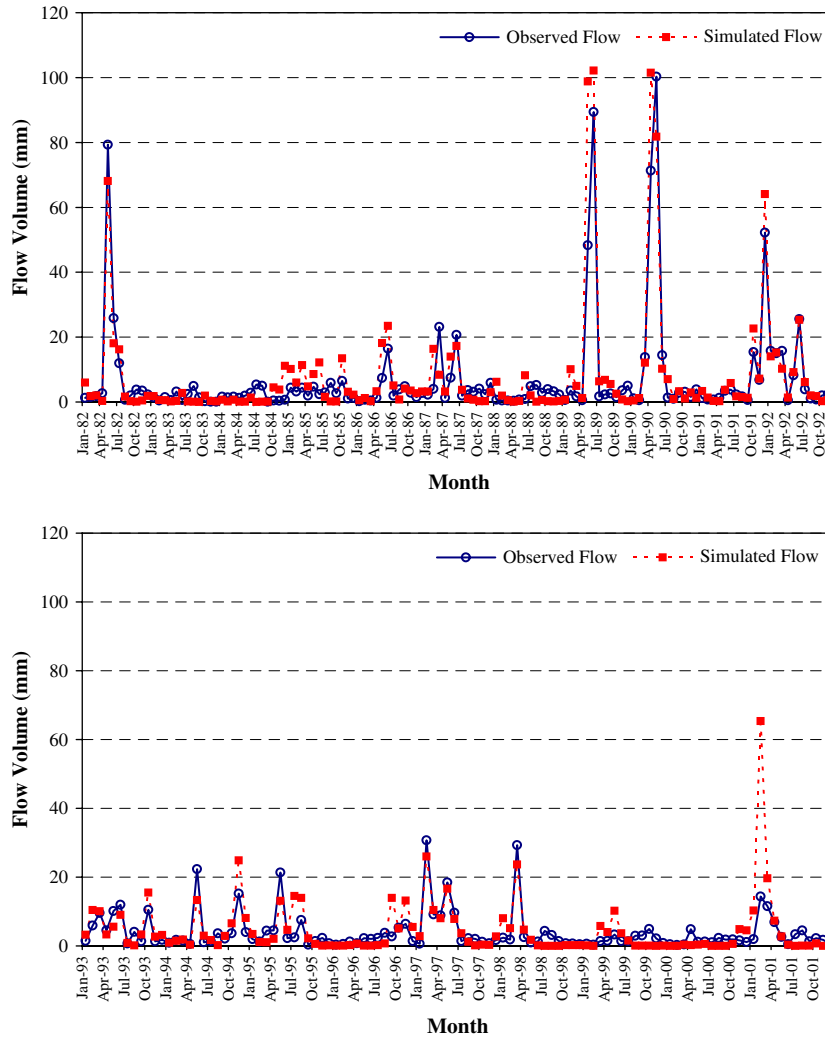 120
100
80
60
40
20
0
Flow Volume (mm)
Observed Flow
Simulated Flow
Jan-82
Apr-82
Jul-82
Oct-82
Jan-83
Apr-83
Jul-83
Oct-83
Jan-84
Apr-84
Jul-84
Oct-84
Jan-85
Apr-85
Jul-85
Oct-85
Jan-86
Apr-86
Jul-86
Oct-86
Jan-87
Apr-87
Jul-87
Oct-87
Jan-88
Apr-88
Jul-88
Oct-88
Jan-89
Apr-89
Jul-89
Oct-89
Jan-90
Apr-90
Jul-90
Oct-90
Jan-91
Apr-91
Jul-91
Oct-91
Jan-92
Apr-92
Jul-92
Oct-92
Month
120
100
80
60
40
20
0
Flow Volume (mm)
Observed Flow
Simulated Flow
Jan-93
Apr-93
Jul-93
Oct-93
Jan-94
Apr-94
Jul-94
Oct-94
Jan-95
Apr-95
Jul-95
Oct-95
Jan-96
Apr-96
Jul-96
Oct-96
Jan-97
Apr-97
Jul-97
Oct-97
Jan-98
Apr-98
Jul-98
Oct-98
Jan-99
Apr-99
Jul-99
Oct-99
Jan-00
Apr-00
Jul-00
Oct-00
Jan-01
Apr-01
Jul-01
Oct-01
Month